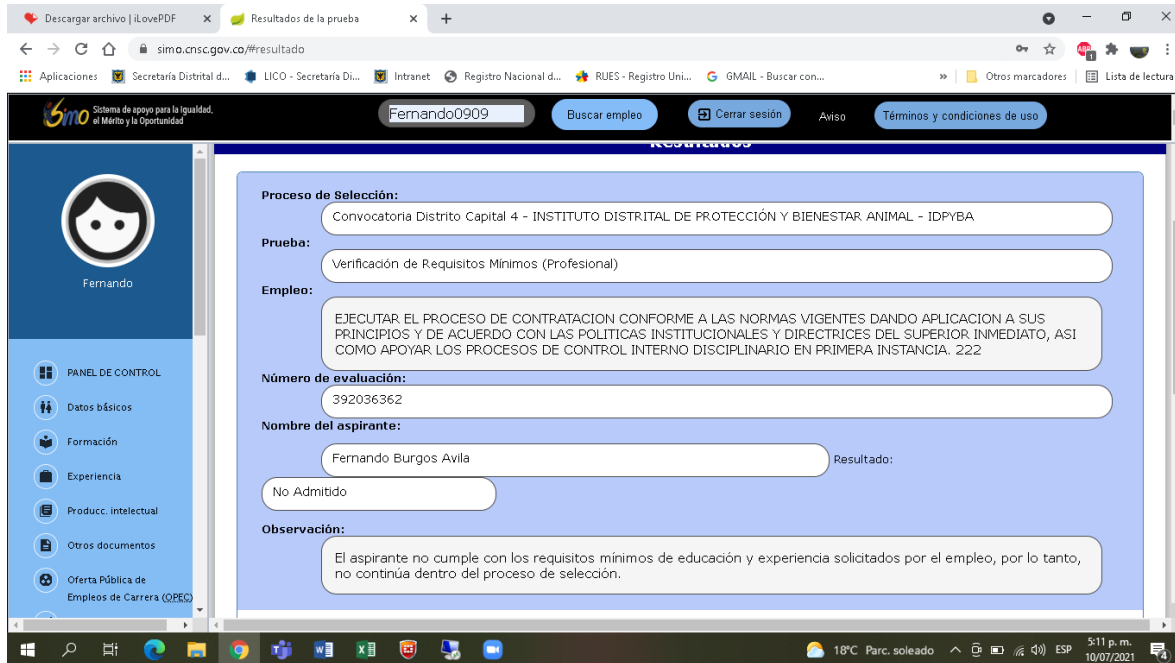 Descargar archivo | iLovePDF
Resultados de la prueba
simo.cnsc.gov.co/#resultado
Aplicaciones
Secretaría Distrital d...
LICO - Secretaría Di...
Intranet
Registro Nacional d...
RUES - Registro Uni...
GMAIL - Buscar con...
»
Otros marcadores
Lista de lectura
Simo
Sistema de apoyo para la Igualdad,
el Mérito y la Oportunidad
Fernando0909
Buscar empleo
Cerrar sesión
Aviso
Términos y condiciones de uso
Resultados
Fernando
PANEL DE CONTROL
Datos básicos
Formación
Experiencia
Producc. intelectual
Otros documentos
Oferta Pública de
Empleos de Carrera (OPEC)
Proceso de Selección:
Convocatoria Distrito Capital 4 - INSTITUTO DISTRITAL DE PROTECCIÓN Y BIENESTAR ANIMAL - IDPYBA
Prueba:
Verificación de Requisitos Mínimos (Profesional)
Empleo:
EJECUTAR EL PROCESO DE CONTRATACION CONFORME A LAS NORMAS VIGENTES DANDO APLICACION A SUS
PRINCIPIOS Y DE ACUERDO CON LAS POLITICAS INSTITUCIONALES Y DIRECTRICES DEL SUPERIOR INMEDIATO, ASI
COMO APOYAR LOS PROCESOS DE CONTROL INTERNO DISCIPLINARIO EN PRIMERA INSTANCIA. 222
Número de evaluación:
392036362
Nombre del aspirante:
Fernando Burgos Avila
Resultado:
No Admitido
Observación:
El aspirante no cumple con los requisitos mínimos de educación y experiencia solicitados por el empleo, por lo tanto,
no continúa dentro del proceso de selección.
18°C Parc. soleado
ESP
5:11 p. m.
10/07/2021